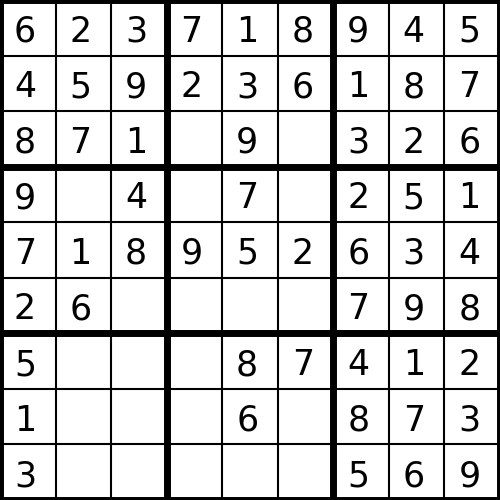 6 2 3 7 1 8 9 4 5
4 5 9 2 3 6 1 8 7
8 7 1 9 3 2 6
9 4 7 2 5 1
7 1 8 9 5 2 6 3 4
2 6 7 9 8
5 8 7 4 1 2
1 6 8 7 3
3 5 6 9